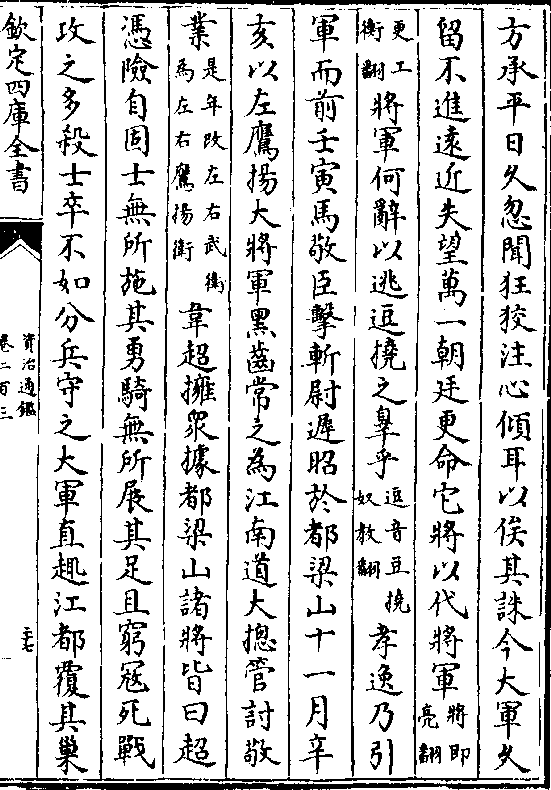 方承平日久忽聞狂狡注心傾耳以俟其誅今大軍久
留不進遠近失望萬一朝廷更命它將以代將軍將即亮翻
更工衡翻將軍何辭以逃逗撓之辠乎逗音豆撓奴教翻孝逸乃引
軍而前壬寅馬敬臣擊斬尉遲昭於都梁山十一月辛
亥以左鷹揚大將軍黑齒常之為江南道大摠管討敬
業是年改左右武衛為左右鷹揚衛韋超擁衆據都梁山諸將皆曰超
憑險自固士無所施其勇騎無所展其足且窮寇死戰
攻之多殺士卒不如分兵守之大軍直趣江都覆其巢
欽定四庫全書
資治通鑑
卷二百三
二七